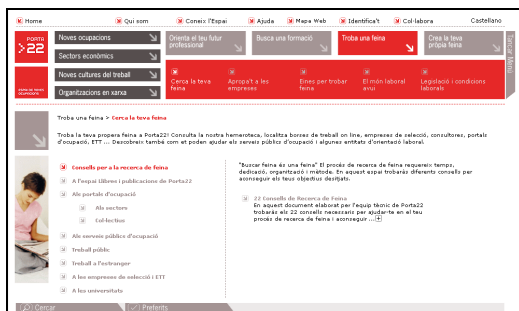 Home Qui som Coneix l'Espai Ajuda Mapa Web Identifica't Col·labora Castellano
PORTA
>22
Noves ocupacions
Sectors econòmics
Noves cultures del treball
Organitzacions en xarxa
Orienta el teu futur
professional
Busca una formació
Troba una feina
Crea la teva
pròpia feina
Tancar Menú
Cerca la teva
feina
Apropa't a les
empreses
Eines per trobar
feina
El món laboral
avui
Legislació i condicions
laborals
Troba una feina > Cerca la teva feina
Troba la teva propera feina a Porta22! Consulta la nostra hemeroteca, localitza borses de treball on line, empreses de selecció, consultores, portals
d'ocupació, ETT ... Descobreix també com et poden ajudar els serveis públics d'ocupació i algunes entitats d'orientació laboral.
Consells per a la recerca de feina
A l'espai llibres i publicacions de Porta22
Als portals d'ocupació
Als sectors
Col·lectius
Als serveis públics d'ocupació
Treball públic
Treball a l'estranger
A les empreses de selecció i ETT
A les universitats
"Buscar feina és una feina" El procés de recerca de feina requereix temps,
dedicació, organització i mètode. En aquest espai trobaràs diferents consells per
aconseguir els teus objectius desitjats.
22 Consells de Recerca de Feina
En aquest document elaborat per l'equip tècnic de Porta22
trobaràs els 22 consells necessaris per ajudar-te en el teu
procés de recerca de feina i aconseguir ...
Cercar Preferits